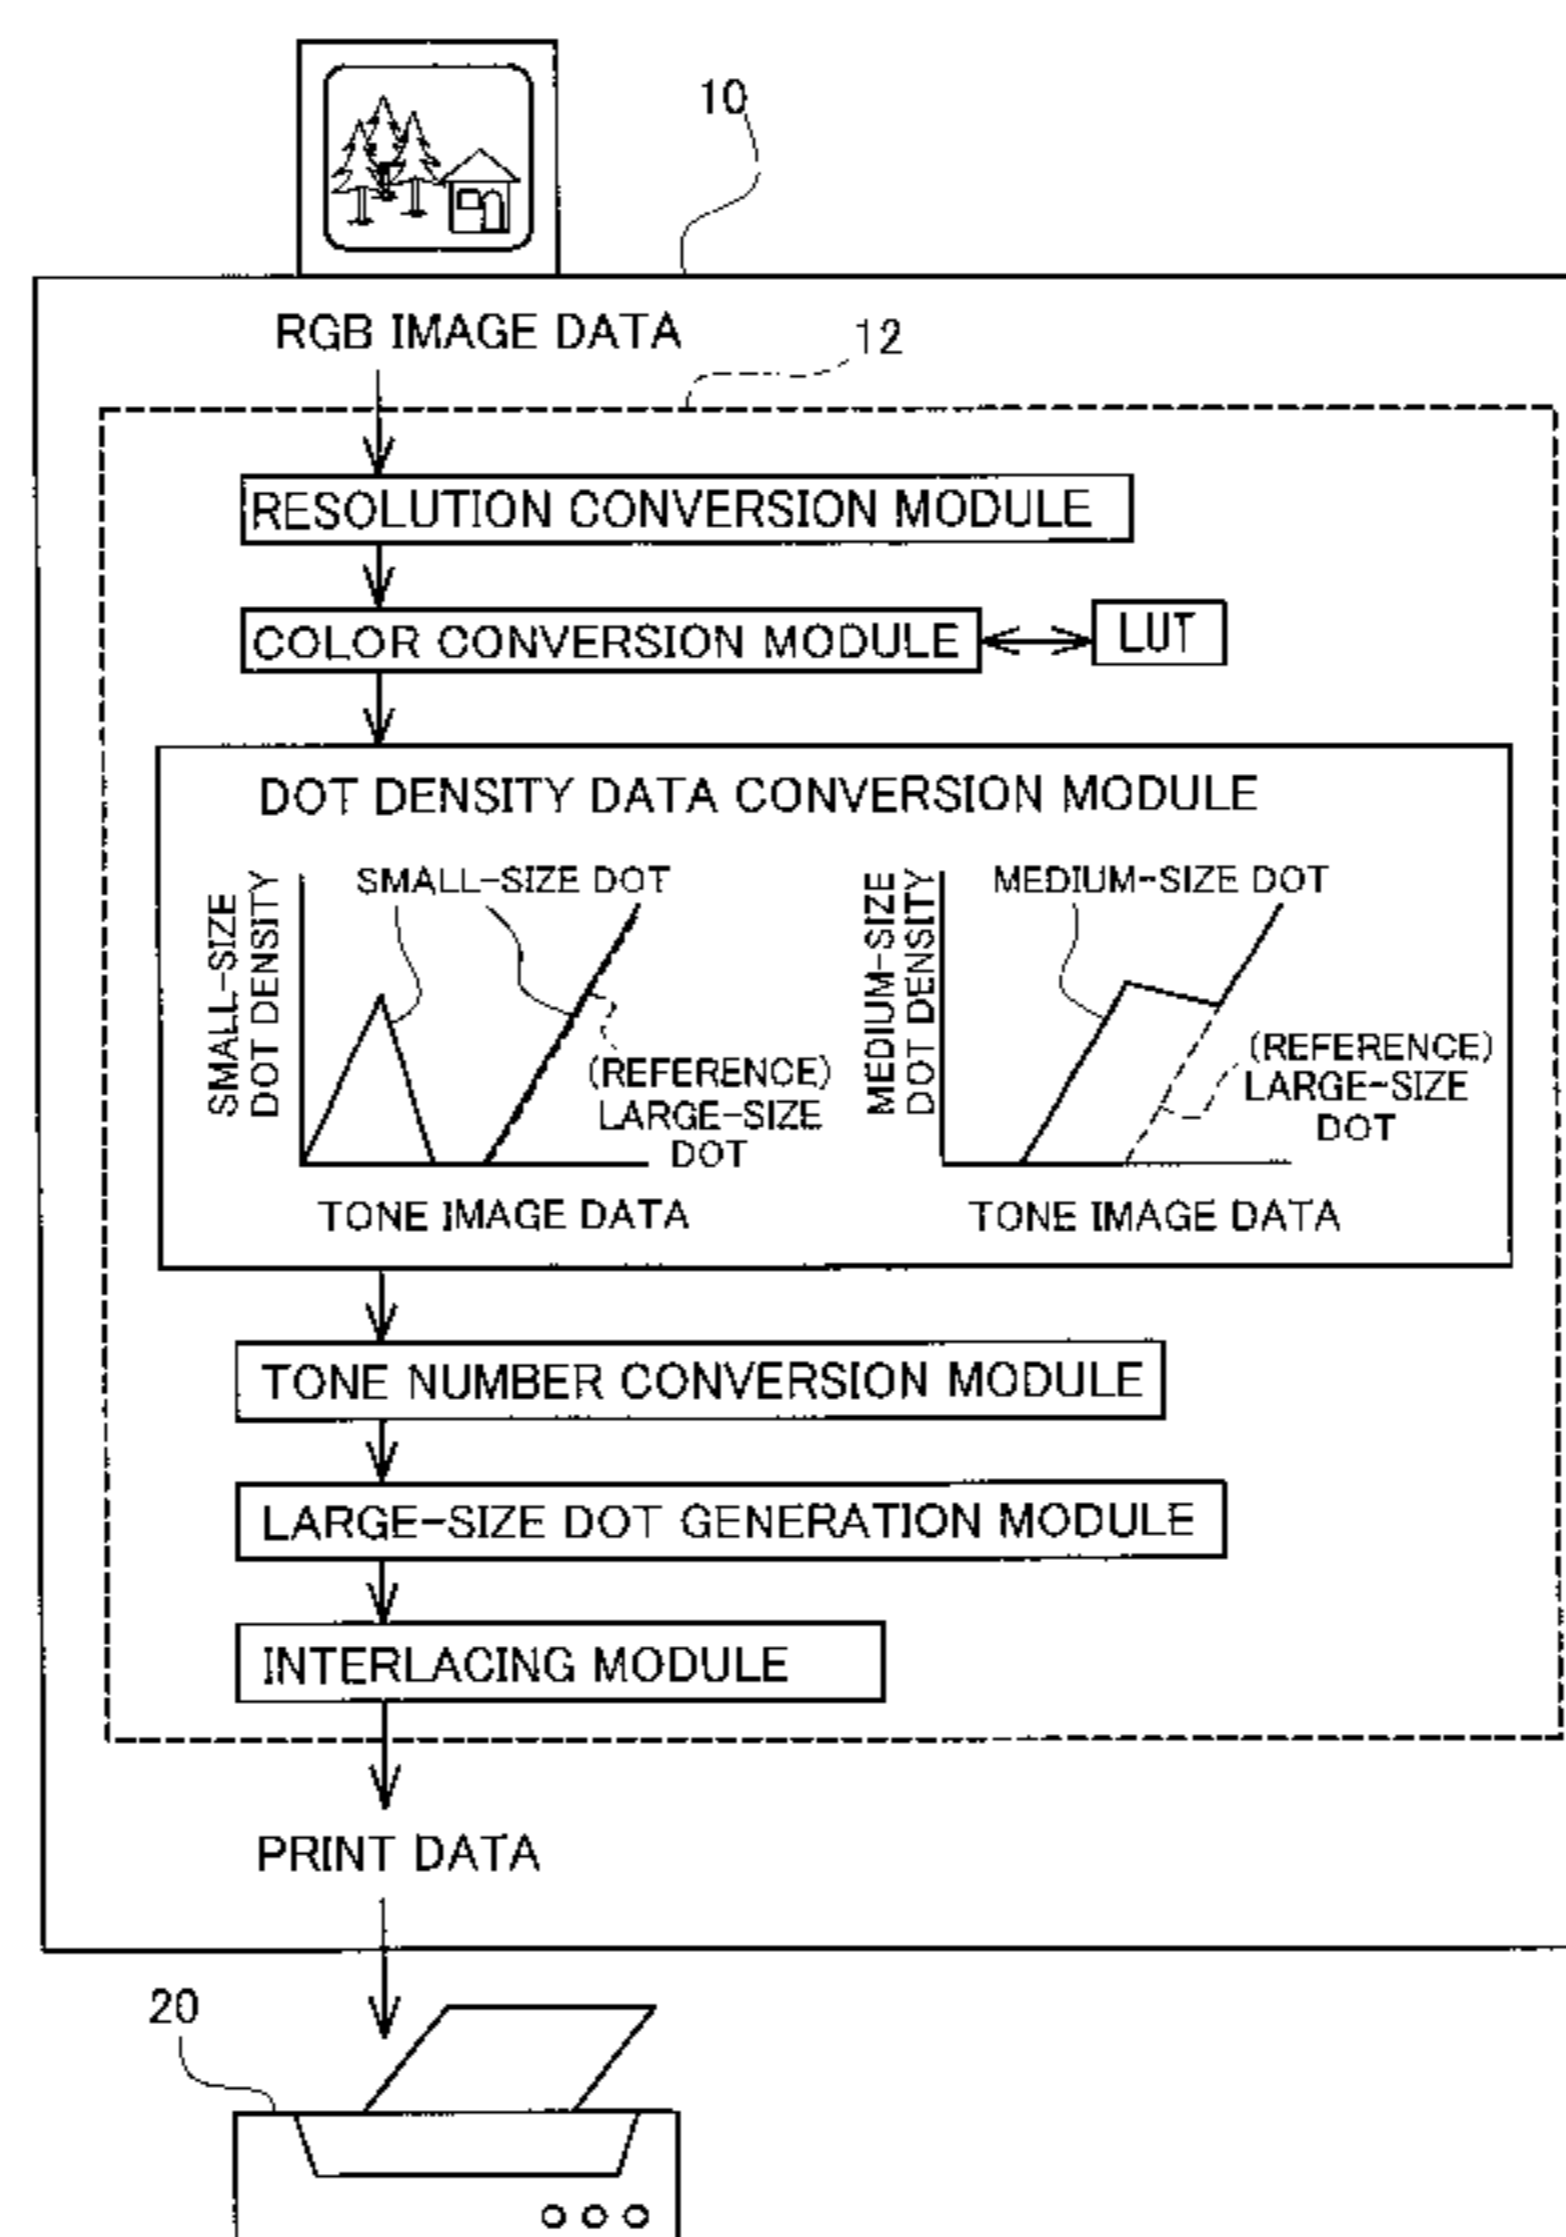 10
RGB IMAGE DATA
12
RESOLUTION CONVERSION MODULE
COLOR CONVERSION MODULE
LUT
DOT DENSITY DATA CONVERSION MODULE
SMALL-SIZE
DOT DENSITY
SMALL-SIZE DOT
(REFERENCE)
LARGE-SIZE
DOT
TONE IMAGE DATA
MEDIUM-SIZE
DOT DENSITY
MEDIUM-SIZE DOT
(REFERENCE)
LARGE-SIZE
DOT
TONE IMAGE DATA
TONE NUMBER CONVERSION MODULE
LARGE-SIZE DOT GENERATION MODULE
INTERLACING MODULE
PRINT DATA
20